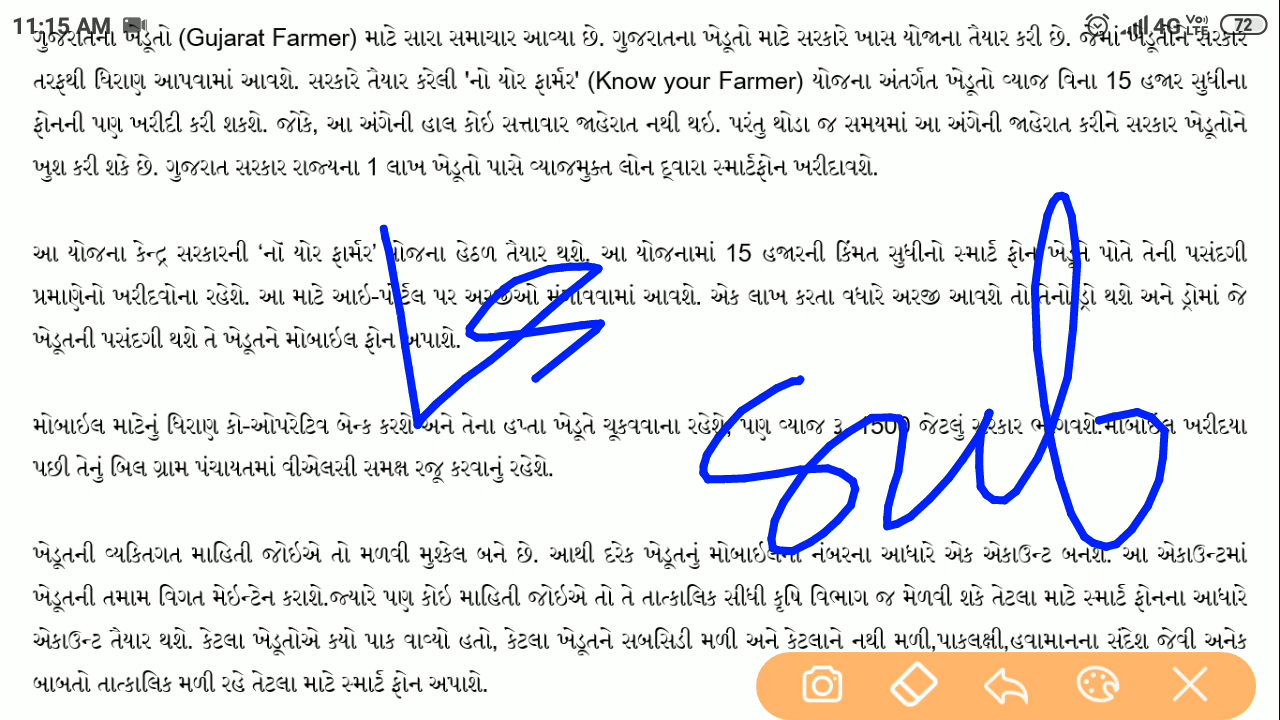 11:15 AM 4G VoLTE 72
ગુજરાતના ખેડૂતો (Gujarat Farmer) માટે સારા સમાચાર આવ્યા છે. ગુજરાતના ખેડૂતો માટે સરકારે ખાસ યોજાના તૈયાર કરી છે. જેમાં ખેડૂતોને સરકાર
તરફથી ધિરાણ આપવામાં આવશે. સરકારે તૈયાર કરેલી 'નો યોર ફાર્મર' (Know your Farmer) યોજના અંતર્ગત ખેડૂતો વ્યાજ વિના 15 હજાર સુધીના
ફોનની પણ ખરીદી કરી શકશે. જોકે, આ અંગેની હાલ કોઇ સત્તાવાર જાહેરાત નથી થઇ. પરંતુ થોડા જ સમયમાં આ અંગેની જાહેરાત કરીને સરકાર ખેડૂતોને
ખુશ કરી શકે છે. ગુજરાત સરકાર રાજ્યના 1 લાખ ખેડૂતો પાસે વ્યાજમુક્ત લોન દ્વારા સ્માર્ટફોન ખરીદાવશે.
આ યોજના કેન્દ્ર સરકારની ‘નૉ યોર ફાર્મર’ યોજના હેઠળ તૈયાર થશે. આ યોજનામાં 15 હજારની કિંમત સુધીનો સ્માર્ટ ફોન ખેડૂતે પોતે તેની પસંદગી
પ્રમાણેનો ખરીદવોના રહેશે. આ માટે આઇ-પોર્ટલ પર અરજીઓ મંગાવવામાં આવશે. એક લાખ કરતા વધારે અરજી આવશે તો તેનો ડ્રો થશે અને ડ્રોમાં જે
ખેડૂતની પસંદગી થશે તે ખેડૂતને મોબાઇલ ફોન અપાશે.
મોબાઇલ માટેનું ધિરાણ કો-ઓપરેટિવ બેન્ક કરશે અને તેના હપ્તા ખેડૂતે ચૂકવવાના રહેશે, પણ વ્યાજ રૂ. 1500 જેટલું સરકાર ભોગવશે.મોબાઇલ ખરીદયા
પછી તેનું બિલ ગ્રામ પંચાયતમાં વીએલસી સમક્ષ રજૂ કરવાનું રહેશે.
ખેડૂતની વ્યકિતગત માહિતી જોઇએ તો મળવી મુશ્કેલ બને છે. આથી દરેક ખેડૂતનું મોબાઇલના નંબરના આધારે એક એકાઉન્ટ બનશે. આ એકાઉન્ટમાં
ખેડૂતની તમામ વિગત મેઇન્ટેન કરાશે.જ્યારે પણ કોઇ માહિતી જોઇએ તો તે તાત્કાલિક સીધી કૃષિ વિભાગ જ મેળવી શકે તેટલા માટે સ્માર્ટ ફોનના આધારે
એકાઉન્ટ તૈયાર થશે. કેટલા ખેડૂતોએ કયો પાક વાવ્યો હતો, કેટલા ખેડૂતને સબસિડી મળી અને કેટલાને નથી મળી,પાકલક્ષી,હવામાનના સંદેશ જેવી અનેક
બાબતો તાત્કાલિક મળી રહે તેટલા માટે સ્માર્ટ ફોન અપાશે.